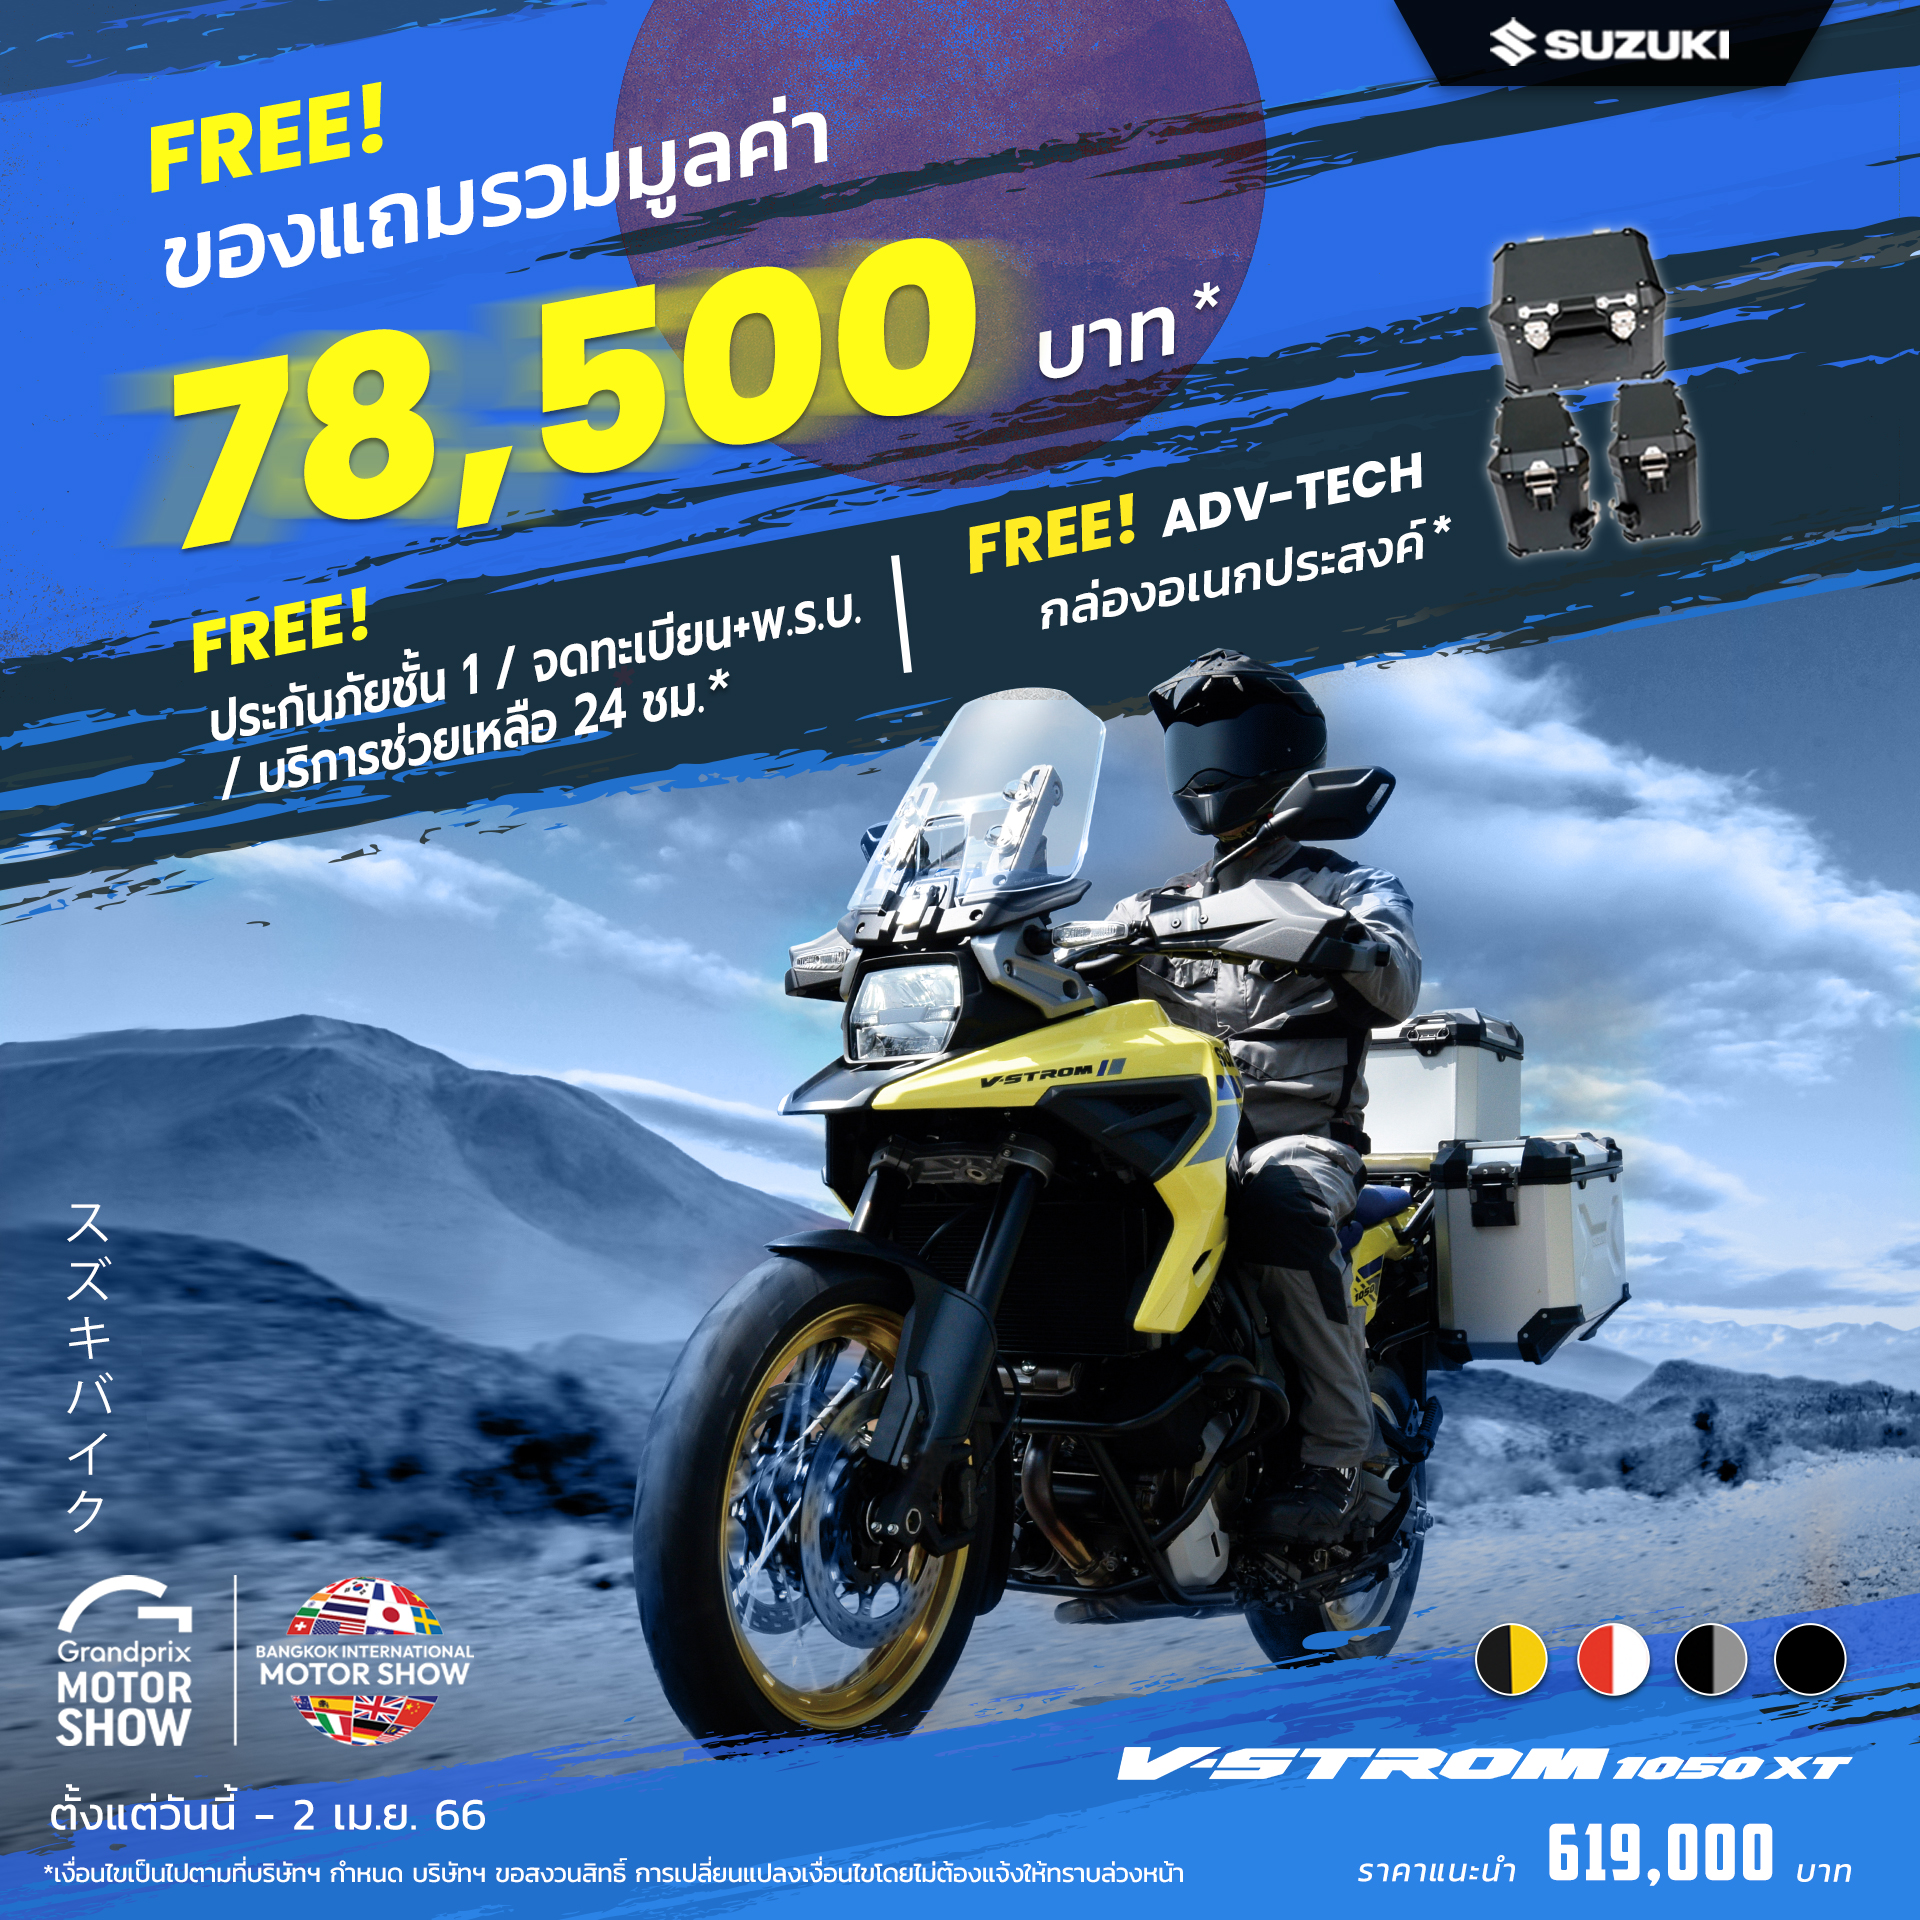 SUZUKI
FREE!
ของแถมรวมมูลค่า
78,500 บาท*
FREE!
ประกันภัยชั้น 1 / จดทะเบียน+พ.ร.บ.
/ บริการช่วยเหลือ 24 ชม.*
FREE! ADV-TECH
กล่องอเนกประสงค์*
V-STROM
1050
スズキバイク
Grandprix
MOTOR
SHOW
BANGKOK INTERNATIONAL
MOTOR SHOW
ตั้งแต่วันนี้ - 2 เม.ย. 66
*เงื่อนไขเป็นไปตามที่บริษัทฯ กำหนด บริษัทฯ ขอสงวนสิทธิ์ การเปลี่ยนแปลงเงื่อนไขโดยไม่ต้องแจ้งให้ทราบล่วงหน้า
V-STROM 1050 XT
ราคาแนะนำ 619,000 บาท